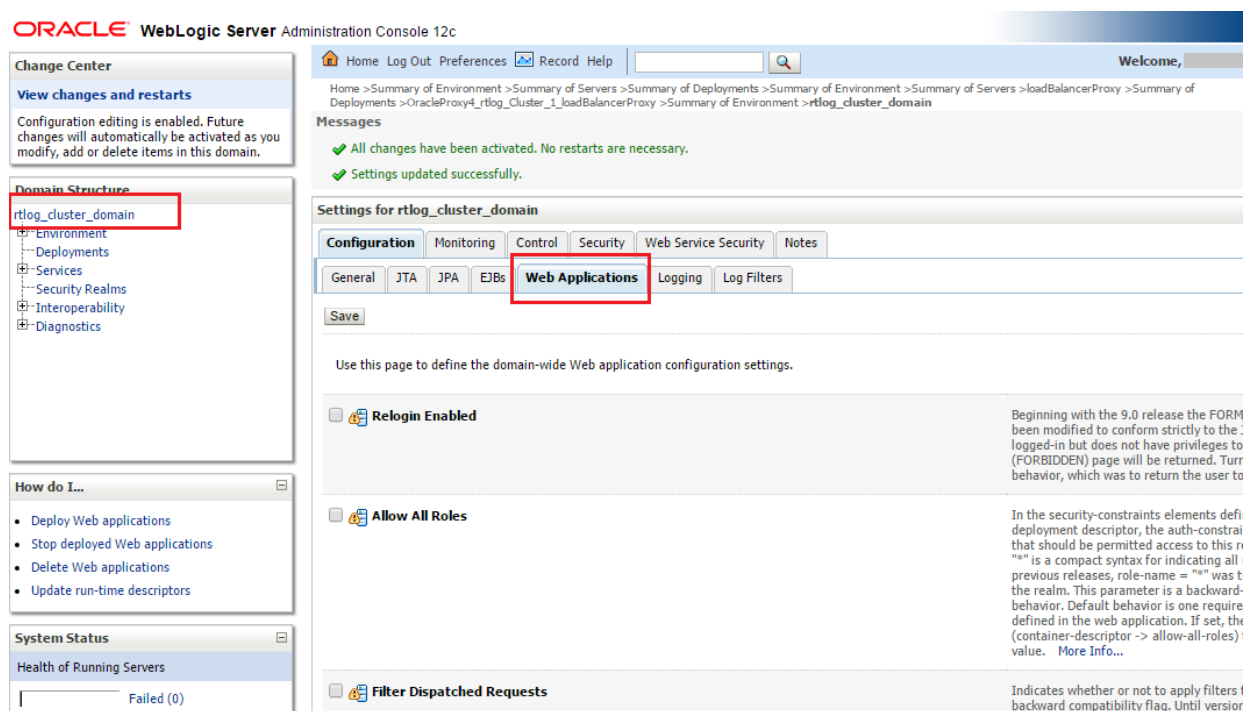 ORACLE WebLogic Server Administration Console 12c
Change Center
View changes and restarts
Configuration editing is enabled. Future
changes will automatically be activated as you
modify, add or delete items in this domain.
Domain Structure
rtlog_cluster_domain
Environment
Deployments
Services
Security Realms
Interoperability
Diagnostics
How do I...
Deploy Web applications
Stop deployed Web applications
Delete Web applications
Update run-time descriptors
System Status
Health of Running Servers
Failed (0)
Home Log Out Preferences Record Help
Welcome,
Home >Summary of Environment >Summary of Servers >Summary of Deployments >Summary of Environment >Summary of Servers >loadBalancerProxy >Summary of
Deployments >OracleProxy4_rtlog_Cluster_1_loadBalancerProxy >Summary of Environment >rtlog_cluster_domain
Messages
All changes have been activated. No restarts are necessary.
Settings updated successfully.
Settings for rtlog_cluster_domain
Configuration Monitoring Control Security Web Service Security Notes
General JTA JPA EJBs Web Applications Logging Log Filters
Save
Use this page to define the domain-wide Web application configuration settings.
Relogin Enabled
Beginning with the 9.0 release the FORM
been modified to conform strictly to the
logged-in but does not have privileges to
(FORBIDDEN) page will be returned. Turn
behavior, which was to return the user to
Allow All Roles
In the security-constraints elements defi
deployment descriptor, the auth-constrai
that should be permitted access to this re
"*" is a compact syntax for indicating all
previous releases, role-name = "*" was t
the realm. This parameter is a backward-
behavior. Default behavior is one require
defined in the web application. If set, the
(container-descriptor -> allow-all-roles)
value. More Info...
Filter Dispatched Requests
Indicates whether or not to apply filters t
backward compatibility flag. Until version